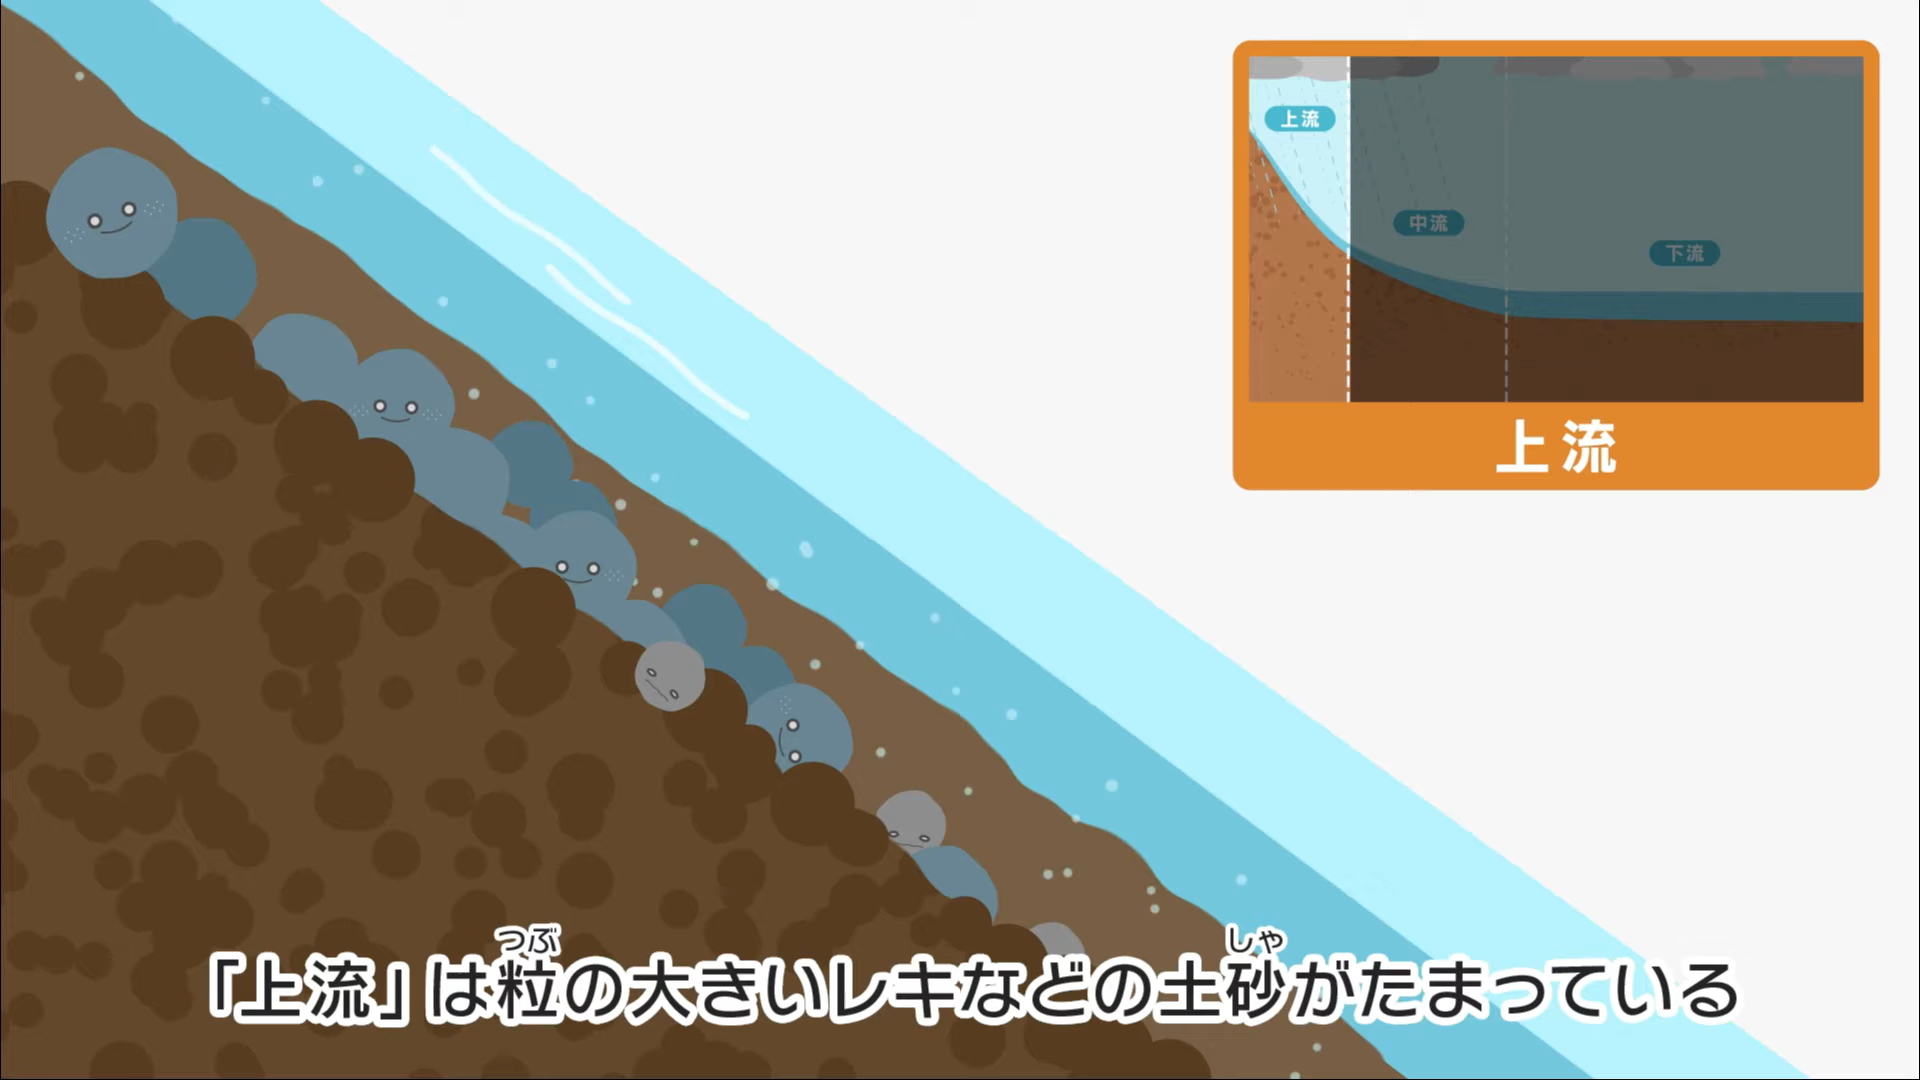 上流
中流
下流
上流
つぶ しゃ
「上流」は粒の大きいレキなどの土砂がたまっている